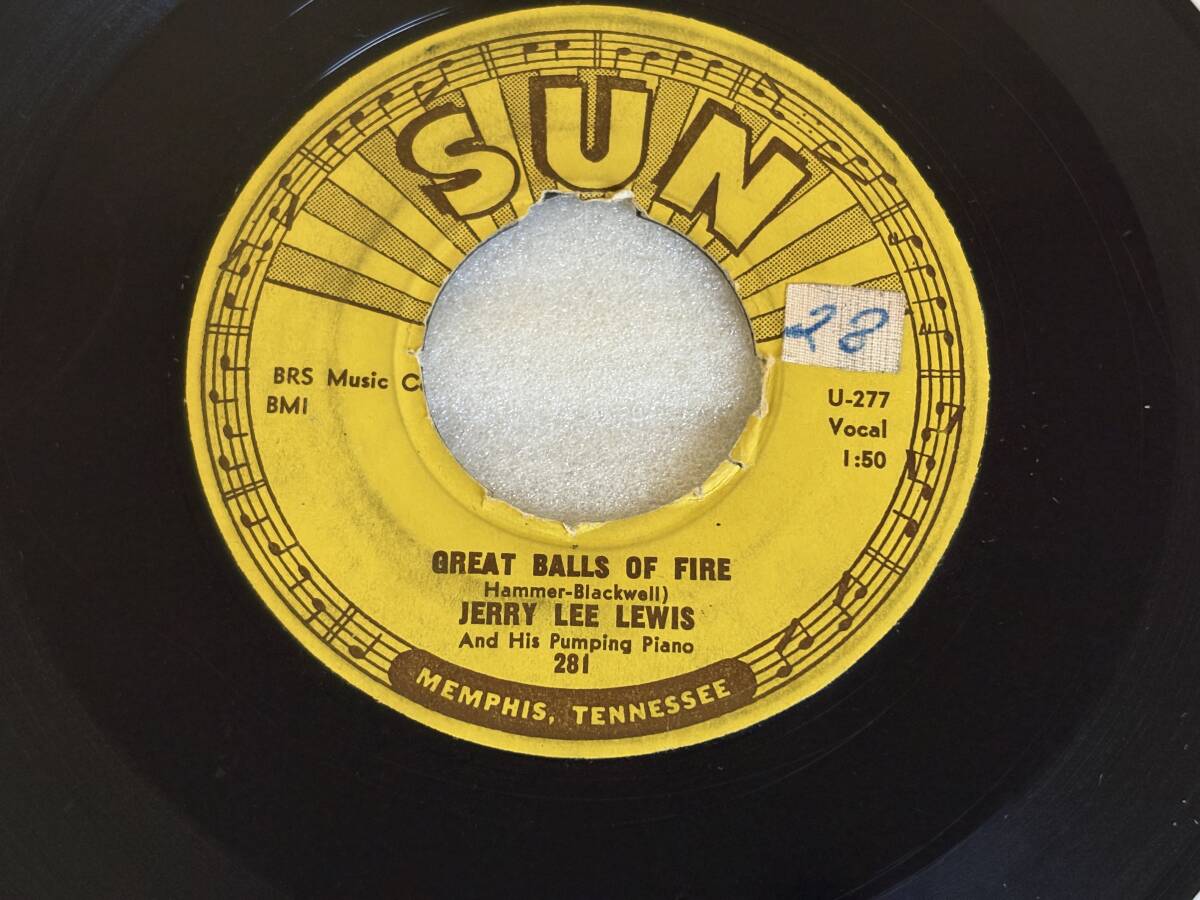 SUN
28
BRS Music C
BMI
U-277
Vocal
1:50
GREAT BALLS OF FIRE
Hammer-Blackwell)
JERRY LEE LEWIS
And His Pumping Piano
281
MEMPHIS, TENNESSEE